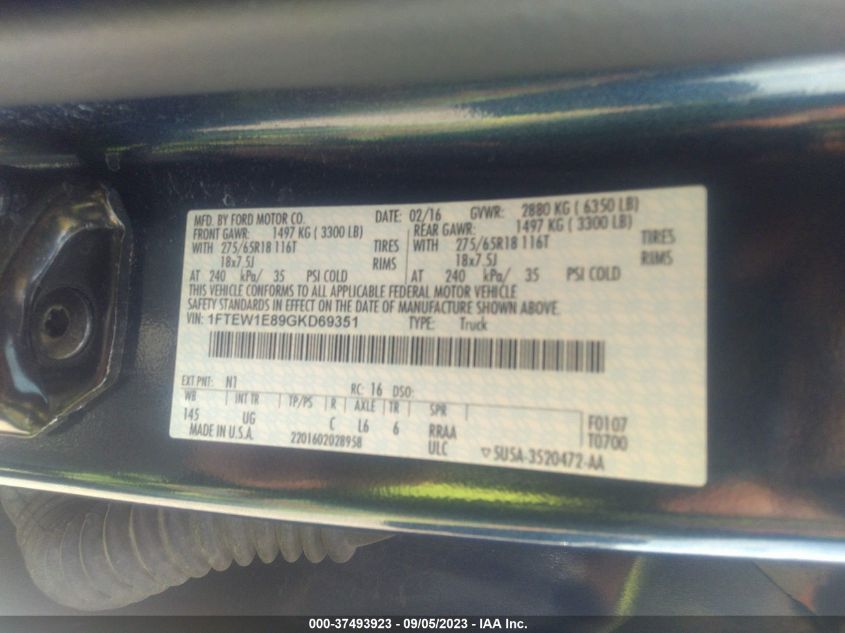 MFD. BY FORD MOTOR CO. DATE: 02/16 GVWR: 2880 KG ( 6350 LB)
FRONT GAWR: 1497 KG ( 3300 LB) REAR GAWR: 1497 KG ( 3300 LB)
WITH 275/65R18 116T TIRES WITH 275/65R18 116T TIRES
18x7.5J RIMS 18x7.5J RIMS
AT 240 kPa/ 35 PSI COLD AT 240 kPa/ 35 PSI COLD
THIS VEHICLE CONFORMS TO ALL APPLICABLE FEDERAL MOTOR VEHICLE
SAFETY STANDARDS IN EFFECT ON THE DATE OF MANUFACTURE SHOWN ABOVE.
VIN: 1FTEW1E89GKD69351 TYPE: Truck
EXT PNT: N1 RC: 16 DSO:
WB INT TR TP/PS R AXLE TR SPR
145 UG C L6 6 RRAA F0107
MADE IN U.S.A. 2201602028958 ULC ▽5U5A-3520472-AA T0700
000-37493923 - 09/05/2023 - IAA Inc.